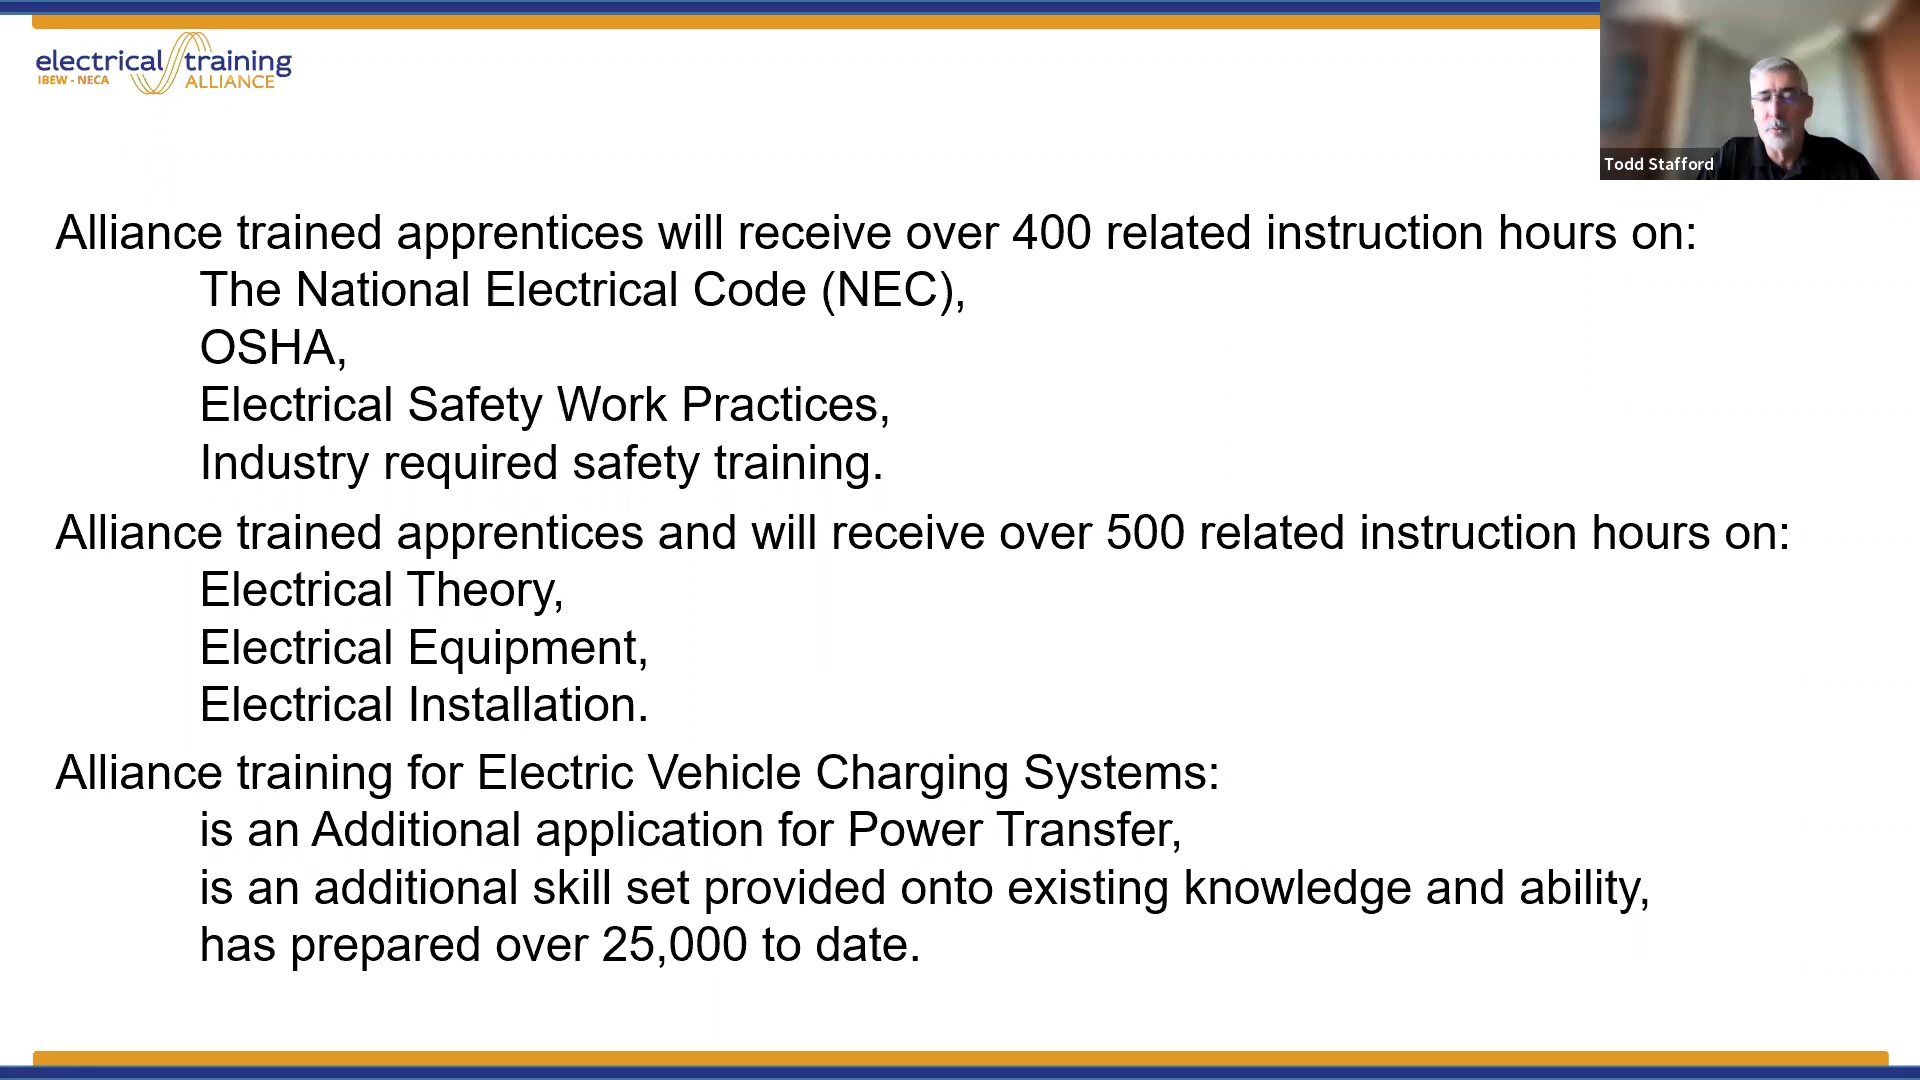 electrical training
IBEW - NECA ALLIANCE
Todd Stafford
Alliance trained apprentices will receive over 400 related instruction hours on:
The National Electrical Code (NEC),
OSHA,
Electrical Safety Work Practices,
Industry required safety training.
Alliance trained apprentices and will receive over 500 related instruction hours on:
Electrical Theory,
Electrical Equipment,
Electrical Installation.
Alliance training for Electric Vehicle Charging Systems:
is an Additional application for Power Transfer,
is an additional skill set provided onto existing knowledge and ability,
has prepared over 25,000 to date.